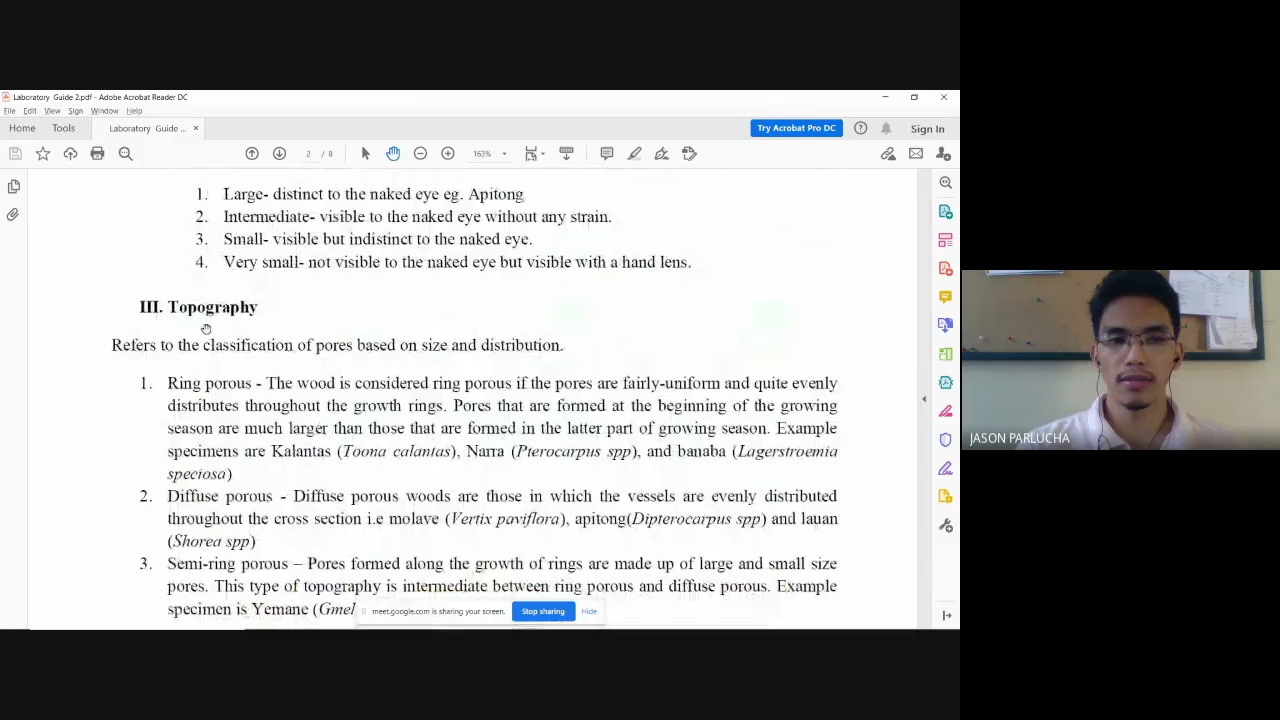 Laboratory Guide 2.pdf - Adobe Acrobat Reader DC
File Edit View Sign Window Help
Home Tools Laboratory Guide ... × Try Acrobat Pro DC Sign In
2 / 8 163%
1. Large- distinct to the naked eye eg. Apitong
2. Intermediate- visible to the naked eye without any strain.
3. Small- visible but indistinct to the naked eye.
4. Very small- not visible to the naked eye but visible with a hand lens.
III. Topography
Refers to the classification of pores based on size and distribution.
1. Ring porous - The wood is considered ring porous if the pores are fairly-uniform and quite evenly
distributes throughout the growth rings. Pores that are formed at the beginning of the growing
season are much larger than those that are formed in the latter part of growing season. Example
specimens are Kalantas (Toona calantas), Narra (Pterocarpus spp), and banaba (Lagerstroemia
speciosa)
2. Diffuse porous - Diffuse porous woods are those in which the vessels are evenly distributed
throughout the cross section i.e molave (Vertix paviflora), apitong(Dipterocarpus spp) and lauan
(Shorea spp)
3. Semi-ring porous – Pores formed along the growth of rings are made up of large and small size
pores. This type of topography is intermediate between ring porous and diffuse porous. Example
specimen is Yemane (Gmel
meet.google.com is sharing your screen. Stop sharing Hide
JASON PARLUCHA